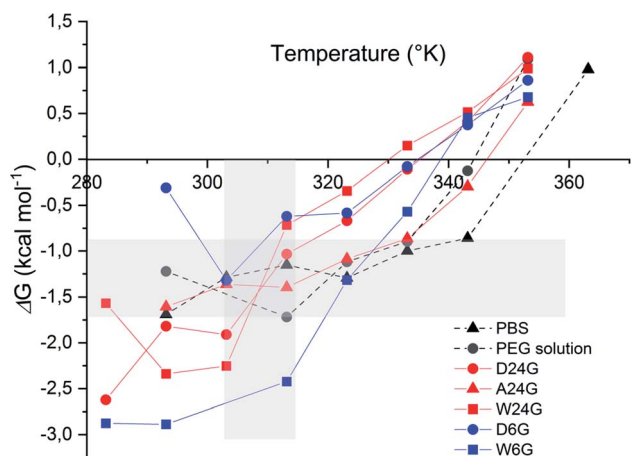 1,5
1,0
0,5
0,0
-0,5
-1,0
-1,5
-2,0
-2,5
-3,0
ΔG (kcal mol⁻¹)
Temperature (°K)
280 300 320 340 360
PBS
PEG solution
D24G
A24G
W24G
D6G
W6G